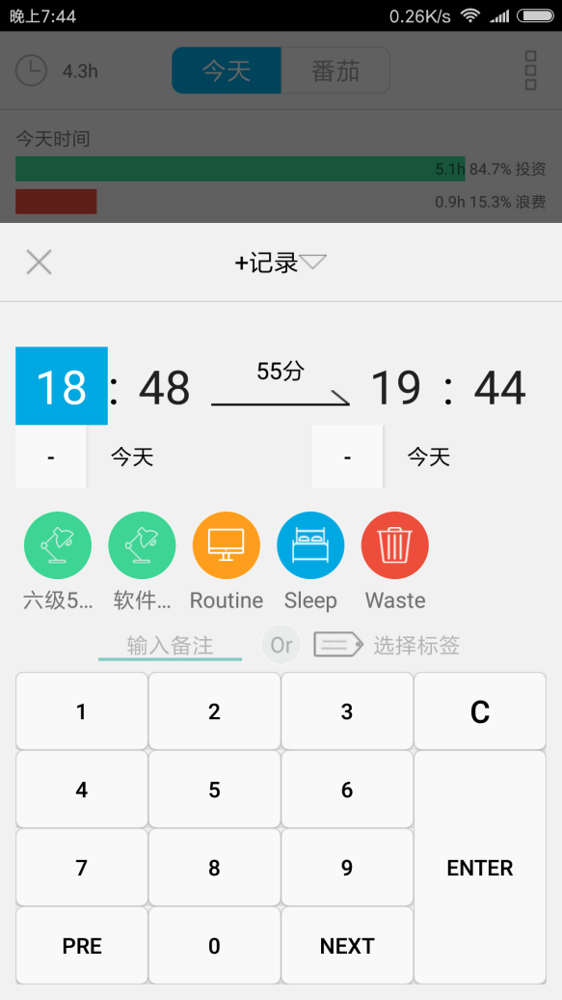 晚上7:44 0.26K/s
4.3h 今天 番茄
今天时间
5.1h 84.7% 投资
0.9h 15.3% 浪费
+记录
55分
18 : 48 19 : 44
- 今天 - 今天
六级5... 软件... Routine Sleep Waste
输入备注 Or 选择标签
1 2 3 C
4 5 6
7 8 9 ENTER
PRE 0 NEXT